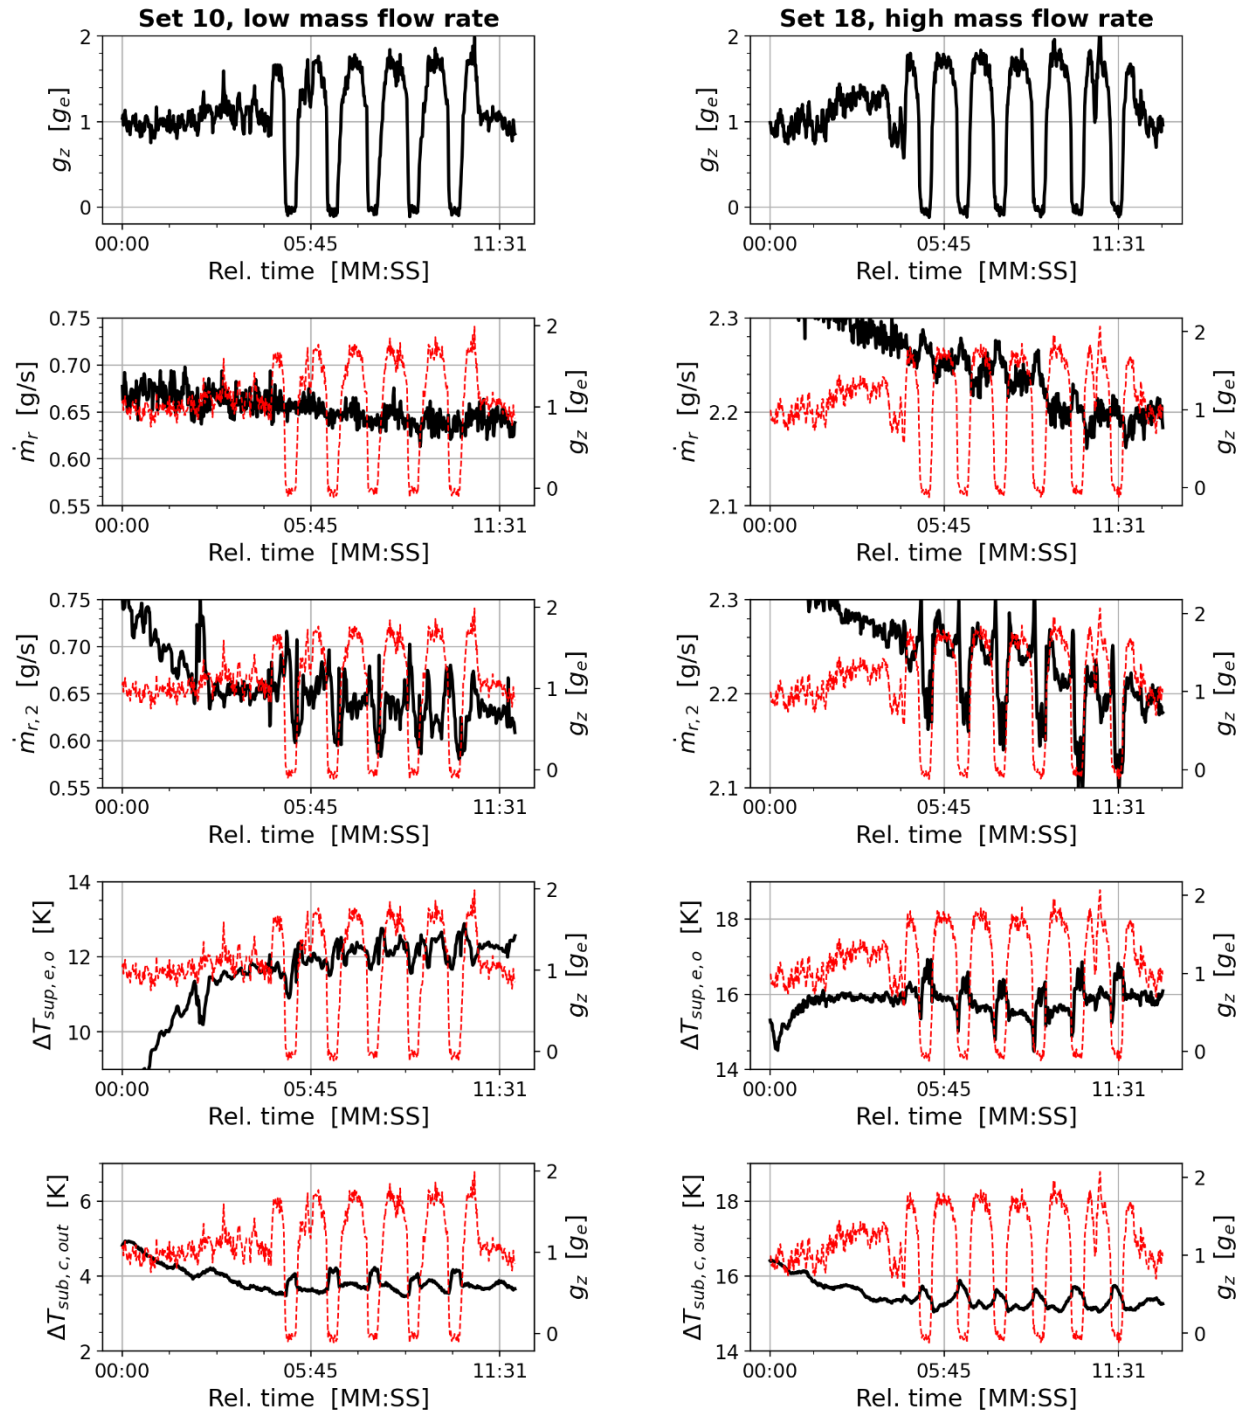 Set 10, low mass flow rate
g_z [g_e]
2
1
0
00:00 05:45 11:31
Rel. time [MM:SS]
Set 18, high mass flow rate
g_z [g_e]
2
1
0
00:00 05:45 11:31
Rel. time [MM:SS]
ṁ_r [g/s]
0.75
0.70
0.65
0.60
0.55
2
1
0
g_z [g_e]
00:00 05:45 11:31
Rel. time [MM:SS]
ṁ_r [g/s]
2.3
2.2
2.1
2
1
0
g_z [g_e]
00:00 05:45 11:31
Rel. time [MM:SS]
ṁ_{r, 2} [g/s]
0.75
0.70
0.65
0.60
0.55
2
1
0
g_z [g_e]
00:00 05:45 11:31
Rel. time [MM:SS]
ṁ_{r, 2} [g/s]
2.3
2.2
2.1
2
1
0
g_z [g_e]
00:00 05:45 11:31
Rel. time [MM:SS]
ΔT_{sup, e, o} [K]
14
12
10
2
1
0
g_z [g_e]
00:00 05:45 11:31
Rel. time [MM:SS]
ΔT_{sup, e, o} [K]
18
16
14
2
1
0
g_z [g_e]
00:00 05:45 11:31
Rel. time [MM:SS]
ΔT_{sub, c, out} [K]
6
4
2
2
1
0
g_z [g_e]
00:00 05:45 11:31
Rel. time [MM:SS]
ΔT_{sub, c, out} [K]
18
16
14
2
1
0
g_z [g_e]
00:00 05:45 11:31
Rel. time [MM:SS]